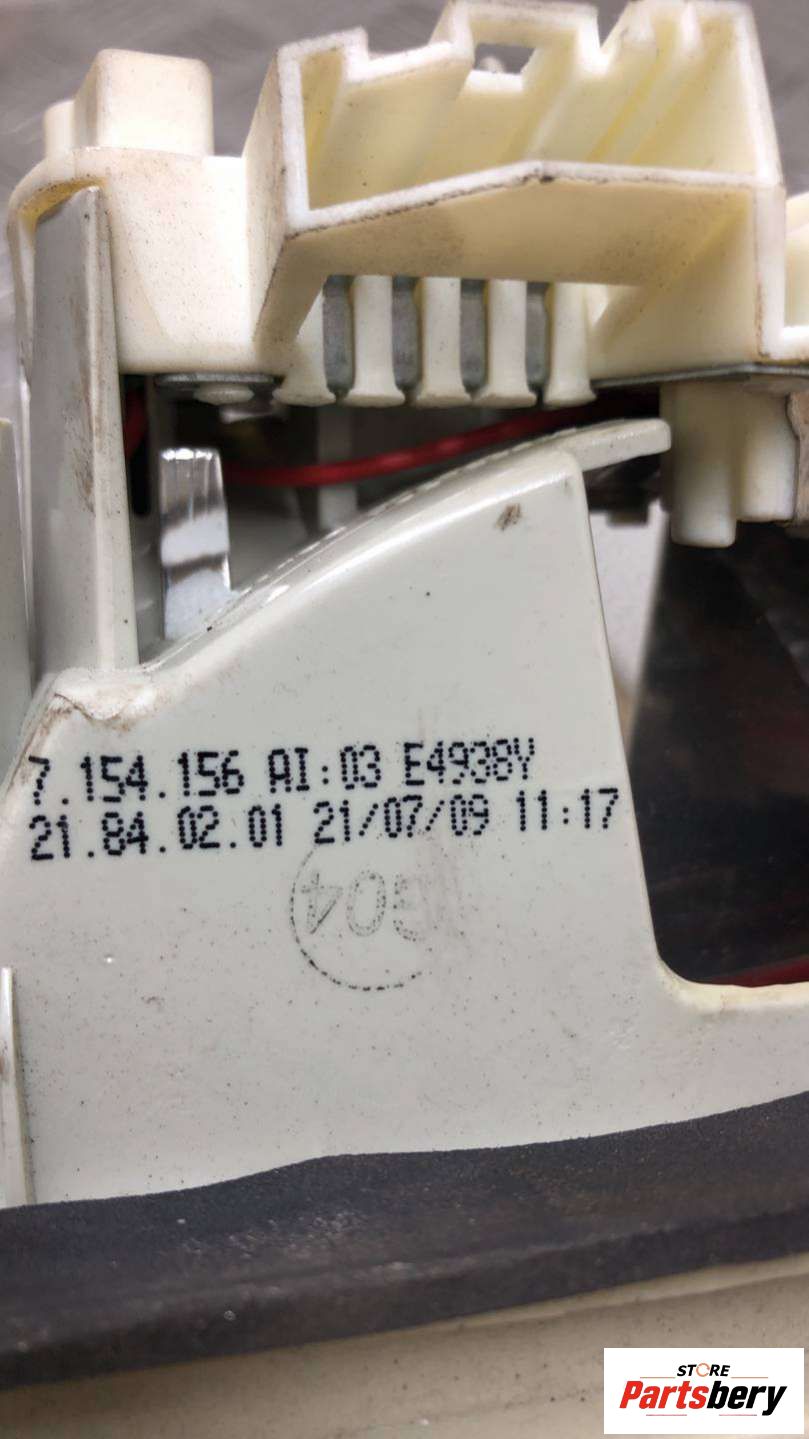 7.154.156 AI:03 E4938Y
21.84.02.01 21/07/09 11:17
STORE
Partsbery